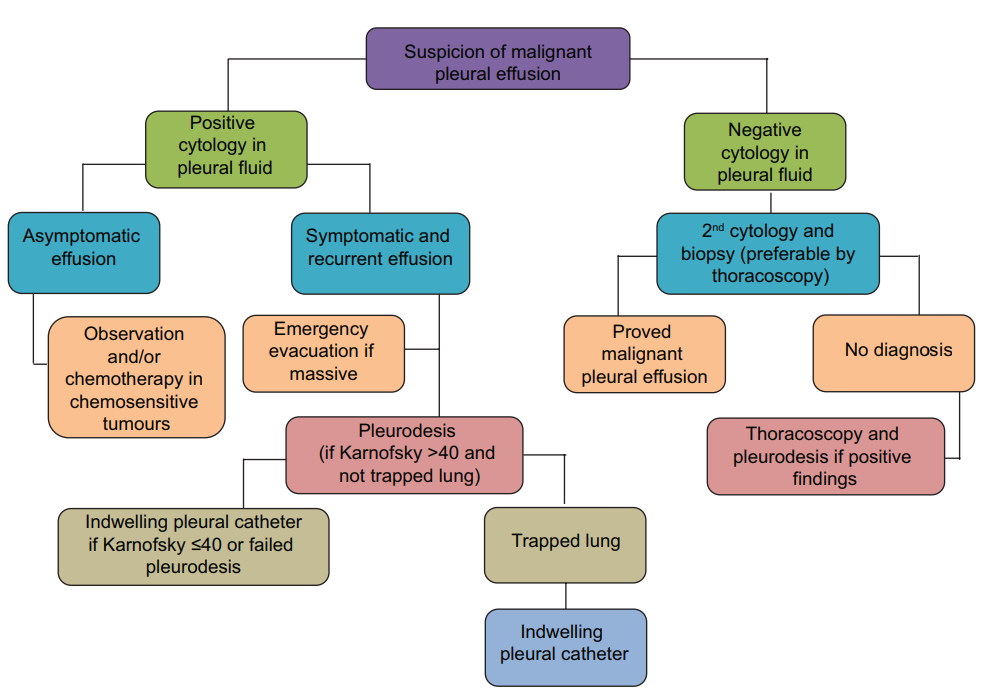 Suspicion of malignant
pleural effusion
Positive
cytology in
pleural fluid
Negative
cytology in
pleural fluid
Asymptomatic
effusion
Symptomatic and
recurrent effusion
2nd cytology and
biopsy (preferable by
thoracoscopy)
Observation
and/or
chemotherapy in
chemosensitive
tumours
Emergency
evacuation if
massive
Proved
malignant
pleural effusion
No diagnosis
Pleurodesis
(if Karnofsky >40 and
not trapped lung)
Thoracoscopy and
pleurodesis if positive
findings
Indwelling pleural catheter
if Karnofsky ≤40 or failed
pleurodesis
Trapped lung
Indwelling
pleural catheter